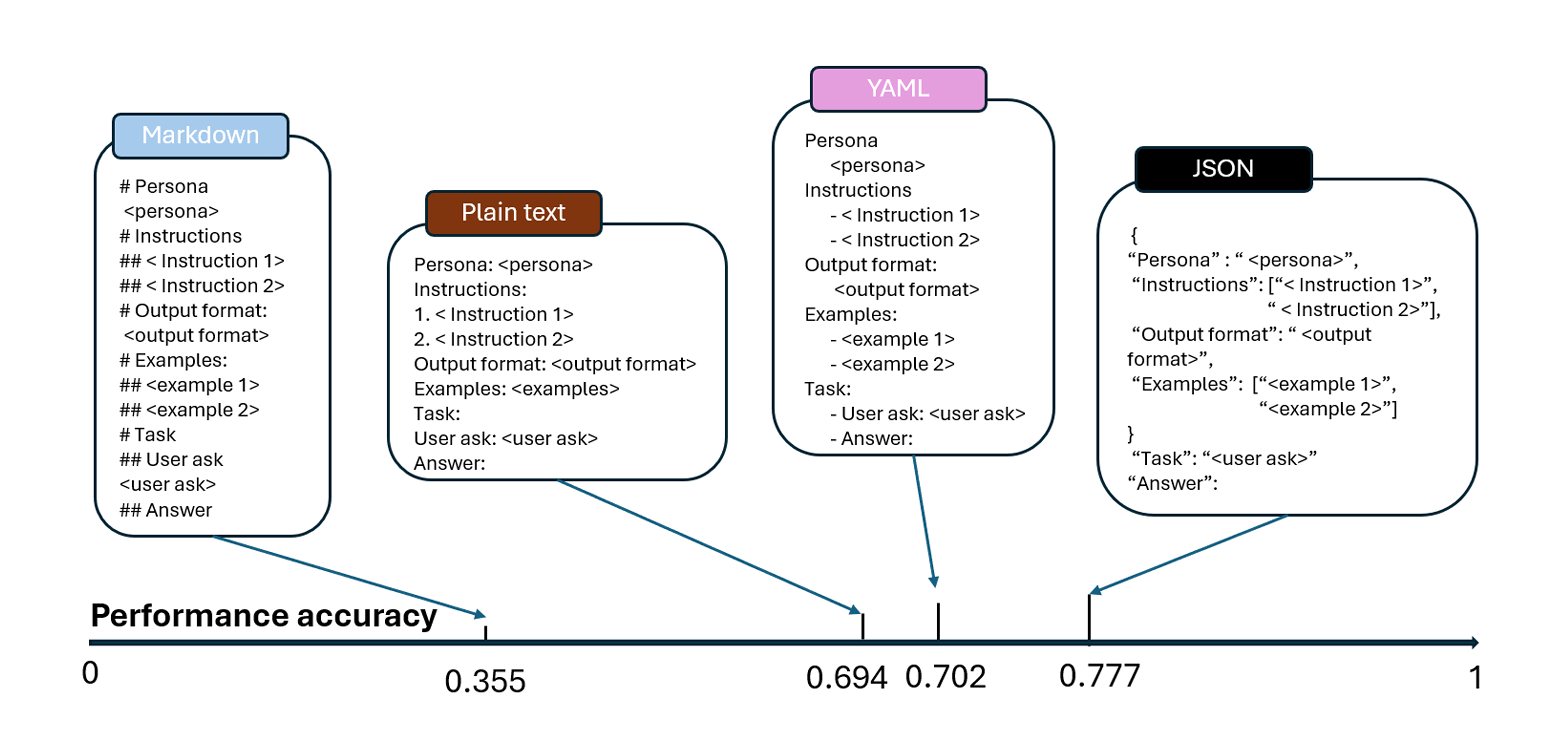 Markdown
# Persona
<persona>
# Instructions
## < Instruction 1>
## < Instruction 2>
# Output format:
<output format>
# Examples:
## <example 1>
## <example 2>
# Task
## User ask
<user ask>
## Answer
Plain text
Persona: <persona>
Instructions:
1. < Instruction 1>
2. < Instruction 2>
Output format: <output format>
Examples: <examples>
Task:
User ask: <user ask>
Answer:
YAML
Persona
<persona>
Instructions
- < Instruction 1>
- < Instruction 2>
Output format:
<output format>
Examples:
- <example 1>
- <example 2>
Task:
- User ask: <user ask>
- Answer:
JSON
{
“Persona” : “ <persona>”,
“Instructions”: [“< Instruction 1>”,
“ < Instruction 2>”],
“Output format”: “ <output
format>”,
“Examples”: [“<example 1>”,
“<example 2>”]
}
“Task”: “<user ask>”
“Answer”:
Performance accuracy
0
0.355
0.694
0.702
0.777
1